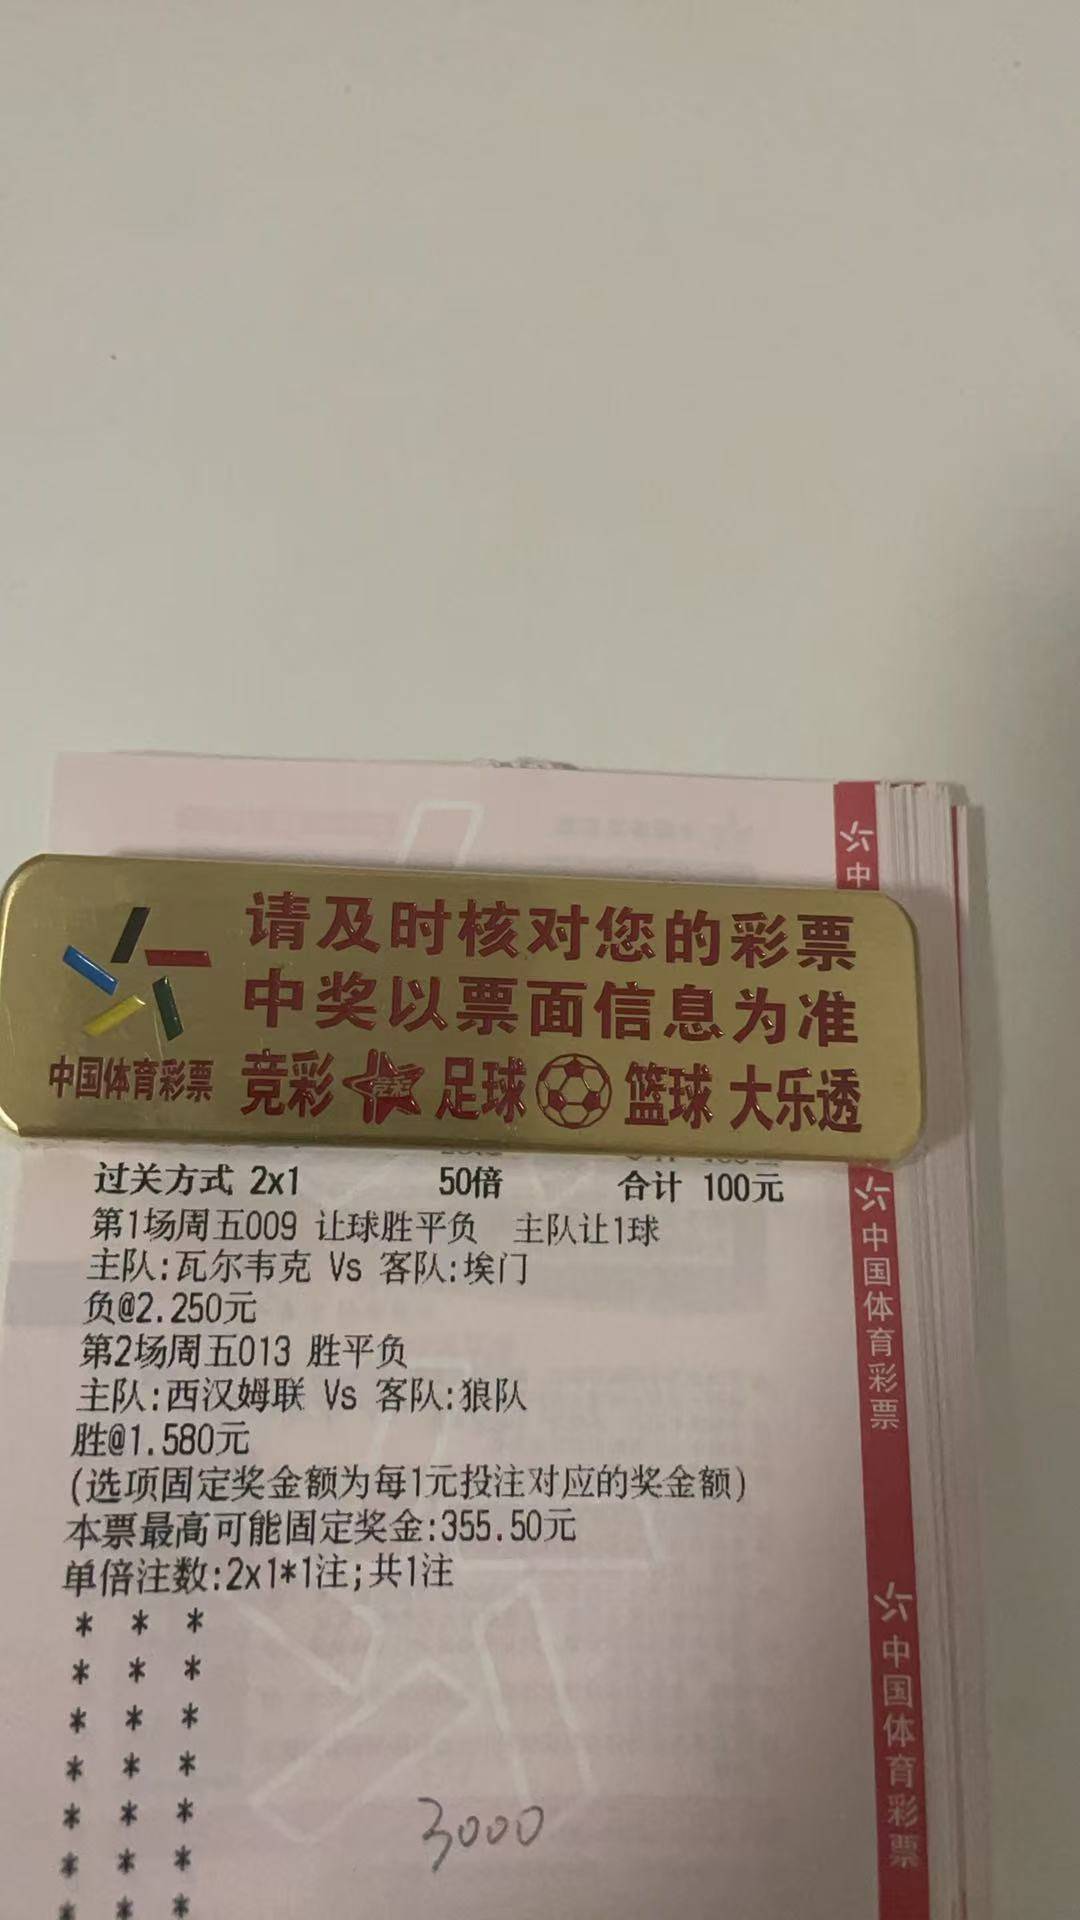 中
请及时核对您的彩票
中奖以票面信息为准
中国体育彩票 竞彩 足球 篮球 大乐透
过关方式 2x1 50倍 合计 100元
第1场周五009 让球胜平负 主队让1球
主队:瓦尔韦克 Vs 客队:埃门
负@2.250元
第2场周五013 胜平负
主队:西汉姆联 Vs 客队:狼队
胜@1.580元
(选项固定奖金额为每1元投注对应的奖金额)
本票最高可能固定奖金:355.50元
单倍注数:2x1*1注;共1注
* * *
* * *
* * *
* * *
* * *
* * *
* * *
3000
中国体育彩票
中国体育彩票